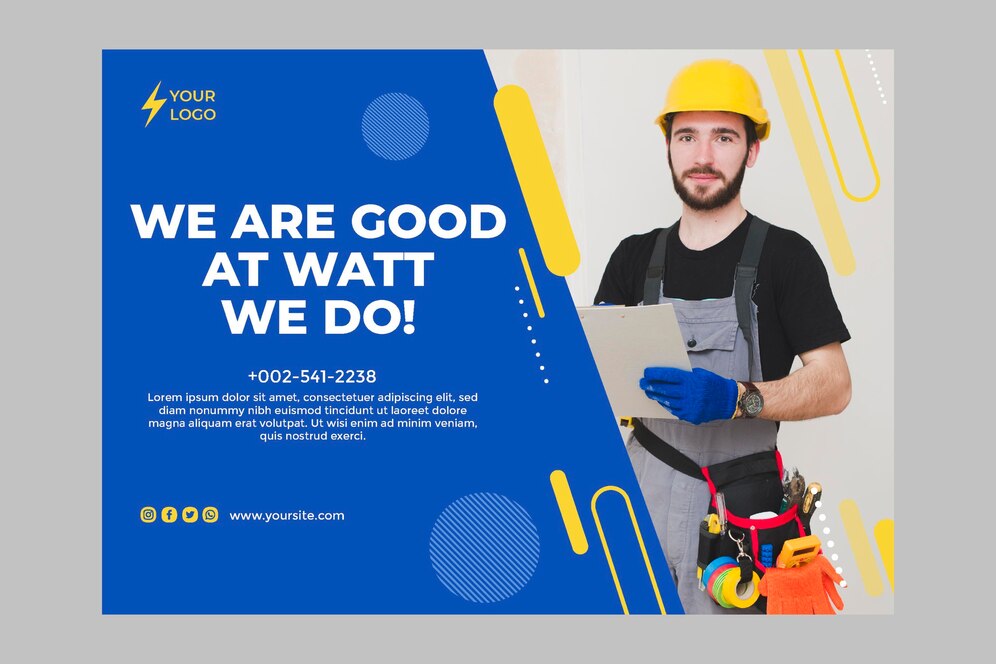 YOUR
LOGO
WE ARE GOOD
AT WATT
WE DO!
+002-541-2238
Lorem ipsum dolor sit amet, consectetuer adipiscing elit, sed
diam nonummy nibh euismod tincidunt ut laoreet dolore
magna aliquam erat volutpat. Ut wisi enim ad minim veniam,
quis nostrud exerci.
www.yoursite.com